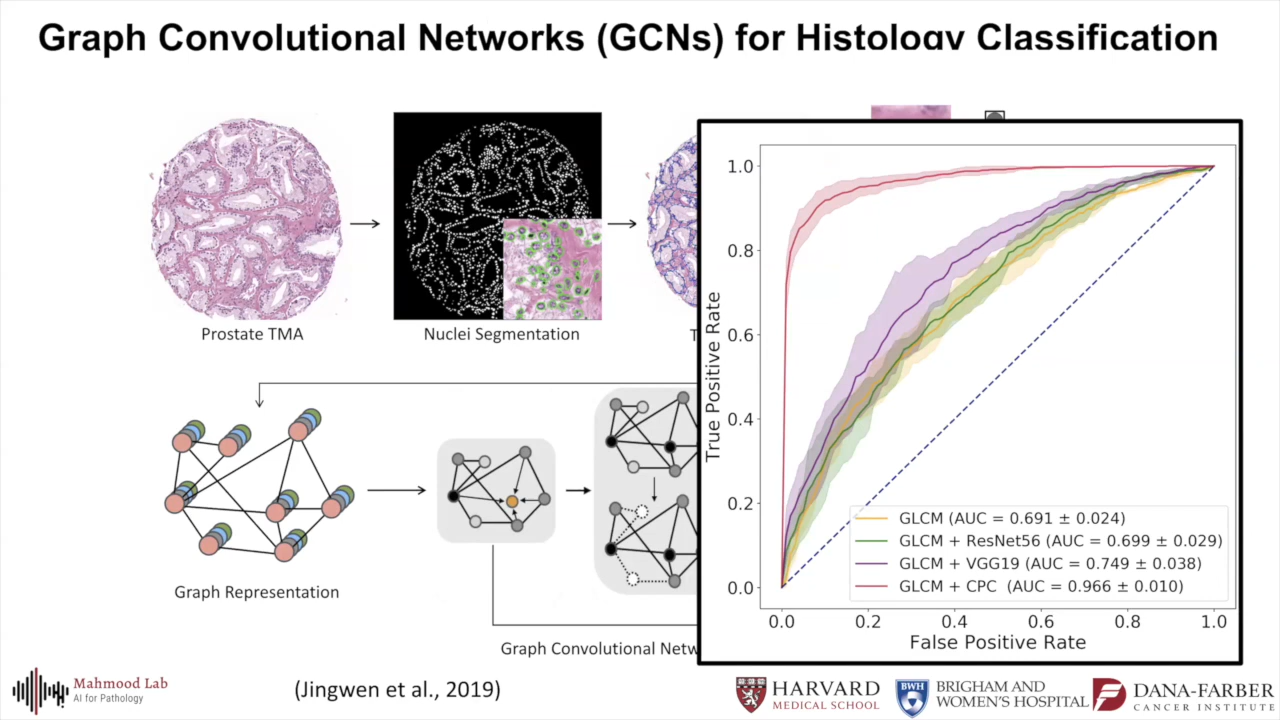 Graph Convolutional Networks (GCNs) for Histology Classification
Prostate TMA
Nuclei Segmentation
Graph Representation
Graph Convolutional Netw
1.0
0.8
0.6
0.4
0.2
0.0
True Positive Rate
GLCM (AUC = 0.691 ± 0.024)
GLCM + ResNet56 (AUC = 0.699 ± 0.029)
GLCM + VGG19 (AUC = 0.749 ± 0.038)
GLCM + CPC (AUC = 0.966 ± 0.010)
0.0 0.2 0.4 0.6 0.8 1.0
False Positive Rate
Mahmood Lab
AI for Pathology
(Jingwen et al., 2019)
HARVARD
MEDICAL SCHOOL
BWH
BRIGHAM AND
WOMEN'S HOSPITAL
DANA-FARBER
CANCER INSTITUTE